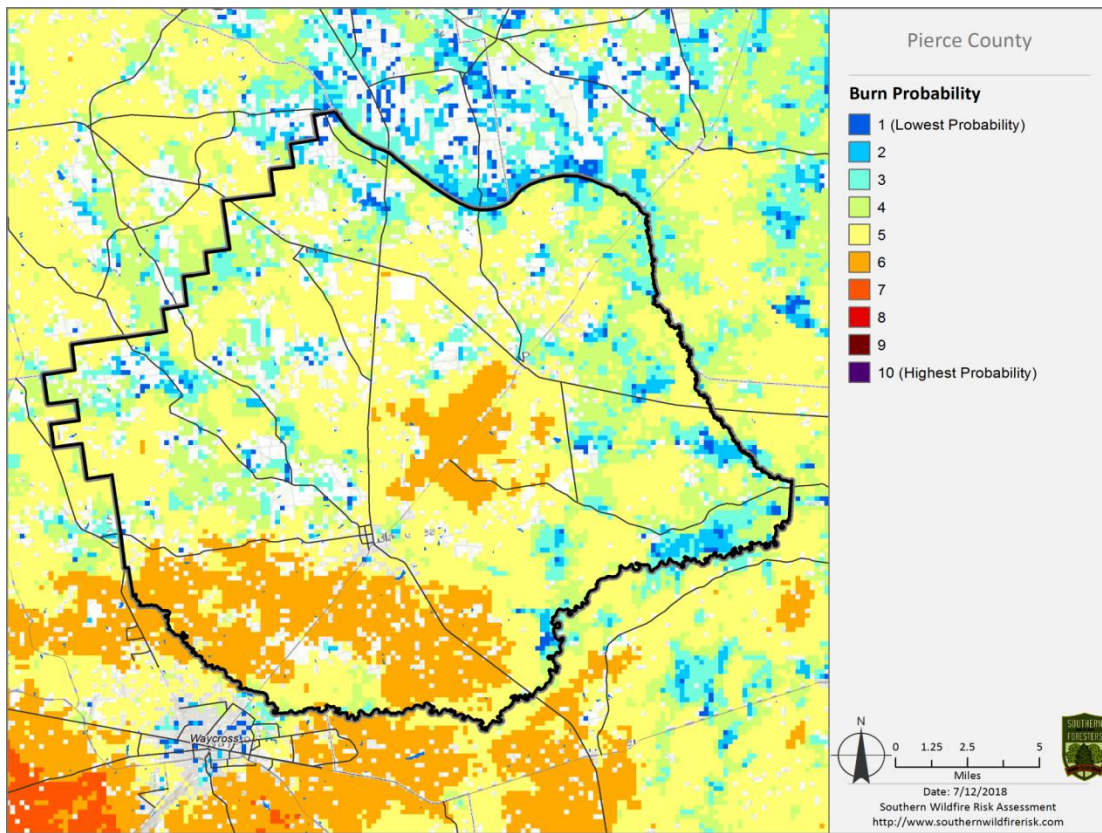 Pierce County
Burn Probability
1 (Lowest Probability)
2
3
4
5
6
7
8
9
10 (Highest Probability)
Waycross
N
0 1.25 2.5 5
Miles
Date: 7/12/2018
Southern Wildfire Risk Assessment
http://www.southernwildfirerisk.com
SOUTHERN
FORESTERS